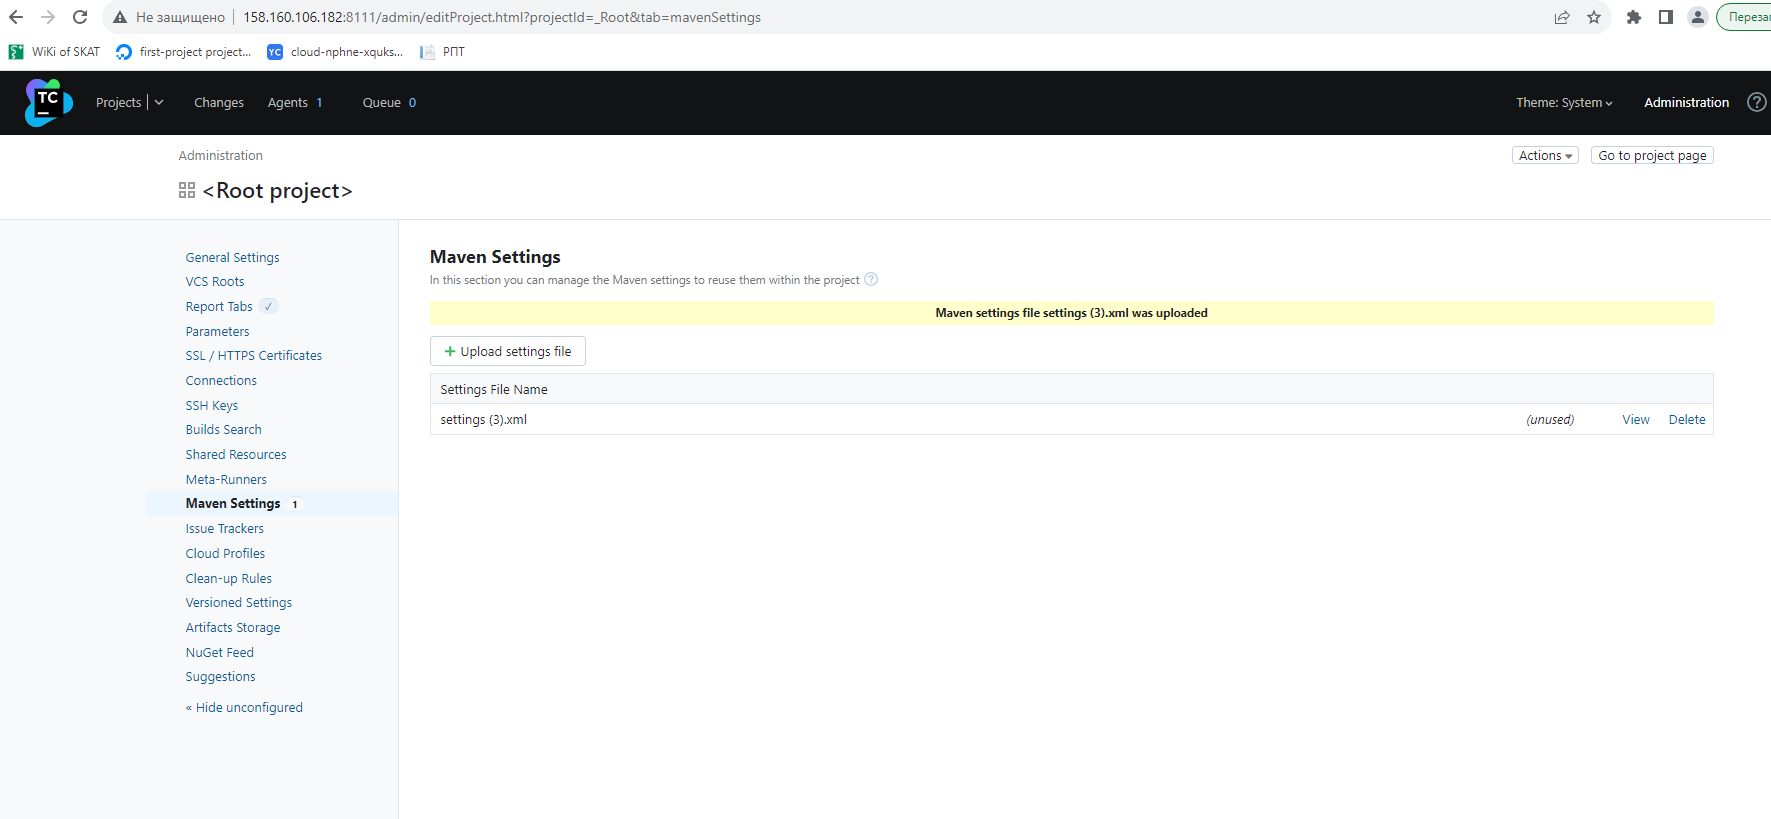 Не защищено 158.160.106.182:8111/admin/editProject.html?projectId=_Root&tab=mavenSettings
WiKi of SKAT first-project project... YC cloud-nphne-xquks... РПТ
TC Projects Changes Agents 1 Queue 0 Theme: System Administration ?
Administration Actions Go to project page
<Root project>
General Settings
VCS Roots
Report Tabs
Parameters
SSL / HTTPS Certificates
Connections
SSH Keys
Builds Search
Shared Resources
Meta-Runners
Maven Settings 1
Issue Trackers
Cloud Profiles
Clean-up Rules
Versioned Settings
Artifacts Storage
NuGet Feed
Suggestions
« Hide unconfigured
Maven Settings
In this section you can manage the Maven settings to reuse them within the project ?
Maven settings file settings (3).xml was uploaded
+ Upload settings file
Settings File Name
settings (3).xml (unused) View Delete